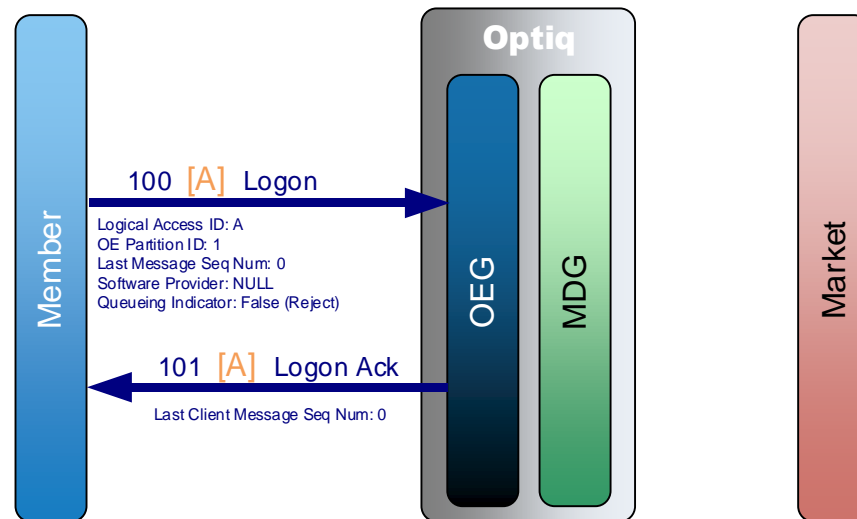 Optiq
100 [A] Logon
Logical Access ID: A
OE Partition ID: 1
Last Message Seq Num: 0
Software Provider: NULL
Queueing Indicator: False (Reject)
Member
OEG
MDG
Market
101 [A] Logon Ack
Last Client Message Seq Num: 0